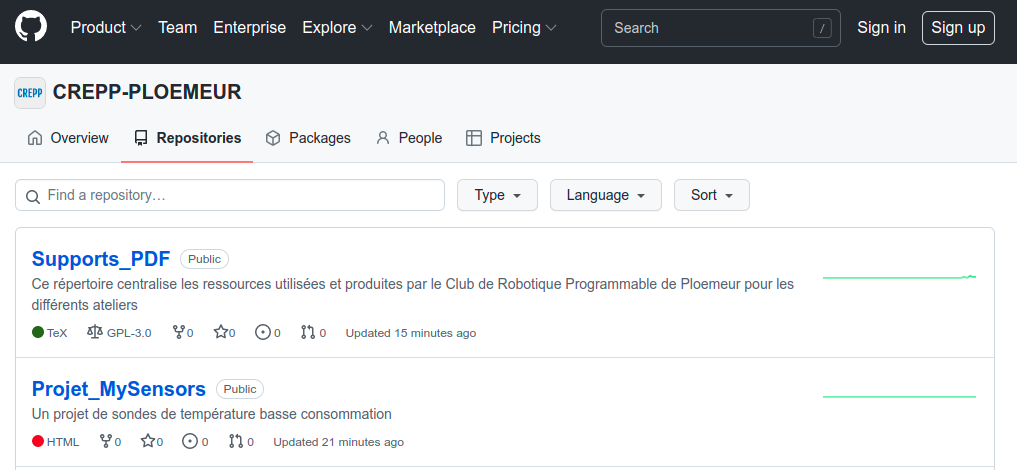 Product Team Enterprise Explore Marketplace Pricing Search / Sign in Sign up
CREPP CREPP-PLOEMEUR
Overview Repositories Packages People Projects
Find a repository… Type Language Sort
Supports_PDF Public
Ce répertoire centralise les ressources utilisées et produites par le Club de Robotique Programmable de Ploemeur pour les
différents ateliers
TeX GPL-3.0 0 0 0 0 Updated 15 minutes ago
Projet_MySensors Public
Un projet de sondes de température basse consommation
HTML 0 0 0 0 Updated 21 minutes ago